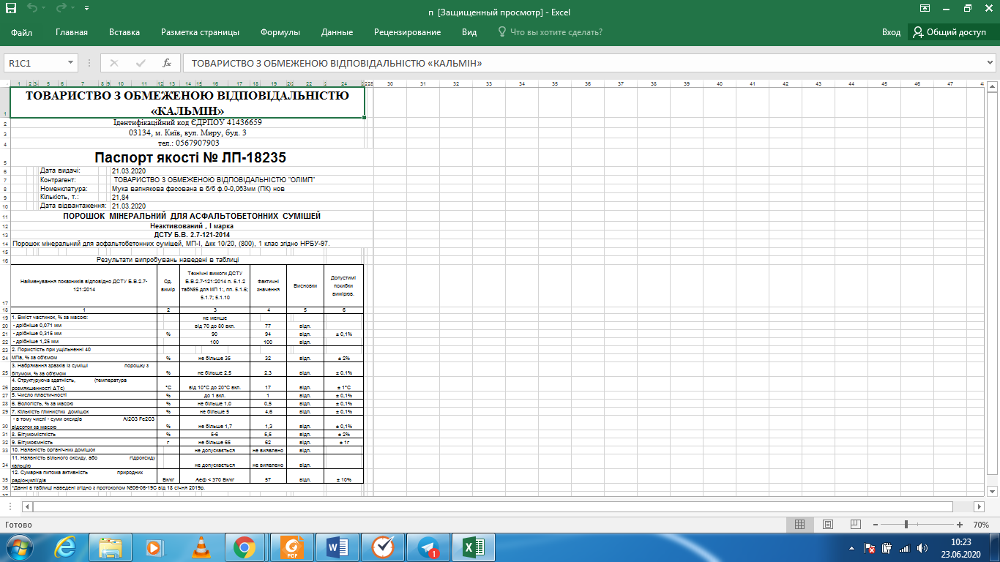 п [Защищенный просмотр] - Excel
Файл Главная Вставка Разметка страницы Формулы Данные Рецензирование Вид Что вы хотите сделать? Вход Общий доступ
R1C1 fx ТОВАРИСТВО З ОБМЕЖЕНОЮ ВІДПОВІДАЛЬНІСТЮ «КАЛЬМІН»
ТОВАРИСТВО З ОБМЕЖЕНОЮ ВІДПОВІДАЛЬНІСТЮ
«КАЛЬМІН»
Ідентифікаційний код ЄДРПОУ 41436659
03134, м. Київ, вул. Миру, буд. 3
тел.: 0567907903
Паспорт якості № ЛП-18235
Дата видачі: 21.03.2020
Контрагент: ТОВАРИСТВО З ОБМЕЖЕНОЮ ВІДПОВІДАЛЬНІСТЮ "ОЛІМП"
Номенклатура: Мука вапнякова фасована в б/б ф.0-0,063мм (ПК) нов
Кількість, т.: 21,84
Дата відвантаження: 21.03.2020
ПОРОШОК МІНЕРАЛЬНИЙ ДЛЯ АСФАЛЬТОБЕТОННИХ СУМІШЕЙ
Неактивований , І марка
ДСТУ Б.В. 2.7-121-2014
Порошок мінеральний для асфальтобетонних сумішей, МП-І, Δкк 10/20, (800), 1 клас згідно НРБУ-97.
Результати випробувань наведені в таблиці
Найменування показників відповідно ДСТУ Б.В.2.7-121:2014 Од. вимір Технічні вимоги ДСТУ Б.В.2.7-121:2014 п. 5.1.2 таб№5 для МП 1:, пп. 5.1.6; 5.1.7; 5.1.10 Фактичні значення Висновки Допустимі похибки вимірюв.
1 2 3 4 5 6
1. Вміст частинок, % за масою: не менше
- дрібніше 0,071 мм від 70 до 80 вкл. 77 відп.
- дрібніше 0,315 мм % 90 94 відп. ± 0,1%
- дрібніше 1,25 мм 100 100 відп.
2. Пористість при ущільненні 40
МПа, % за об'ємом % не більше 35 32 відп. ± 2%
3. Набрякання зразків із суміші порошку з
бітумом, % за об'ємом % не більше 2,5 2,3 відп. ± 0,1%
4. Структуруюча здатність, (температура
розмякшенності ΔТс) °С від 10°С до 20°С вкл. 17 відп. ± 1°С
5. Число пластичності % до 1 вкл. 1 відп. ± 0,1%
6. Вологість, % за масою % не більше 1,0 0,5 відп. ± 0,1%
7. Кількість глинистих домішок % не більше 5 4,6 відп. ± 0,1%
- в тому числі - суми оксидів Al2O3 Fe2O3
відсоток за масою % не більше 1,7 1,3 відп. ± 0,1%
8. Бітумомісткість % 5-6 5,5 відп. ± 2%
9. Бітумоємність г не більше 65 62 відп. ± 1г
10. Наявність органічних домішок не допускається не виявлено відп.
11. Наявність вільного оксиду, або гідроксиду
кальцію не допускається не виявлено відп.
12. Сумарна питома активність природних
радіонукліїдів Бк/кг Аеф < 370 Бк/кг 57 відп. ± 10%
*Данні в таблиці наведені згідно з протоколом №06-06-19С від 18 січня 2019р.
Готово 70%
PDF
1
10:23
23.06.2020